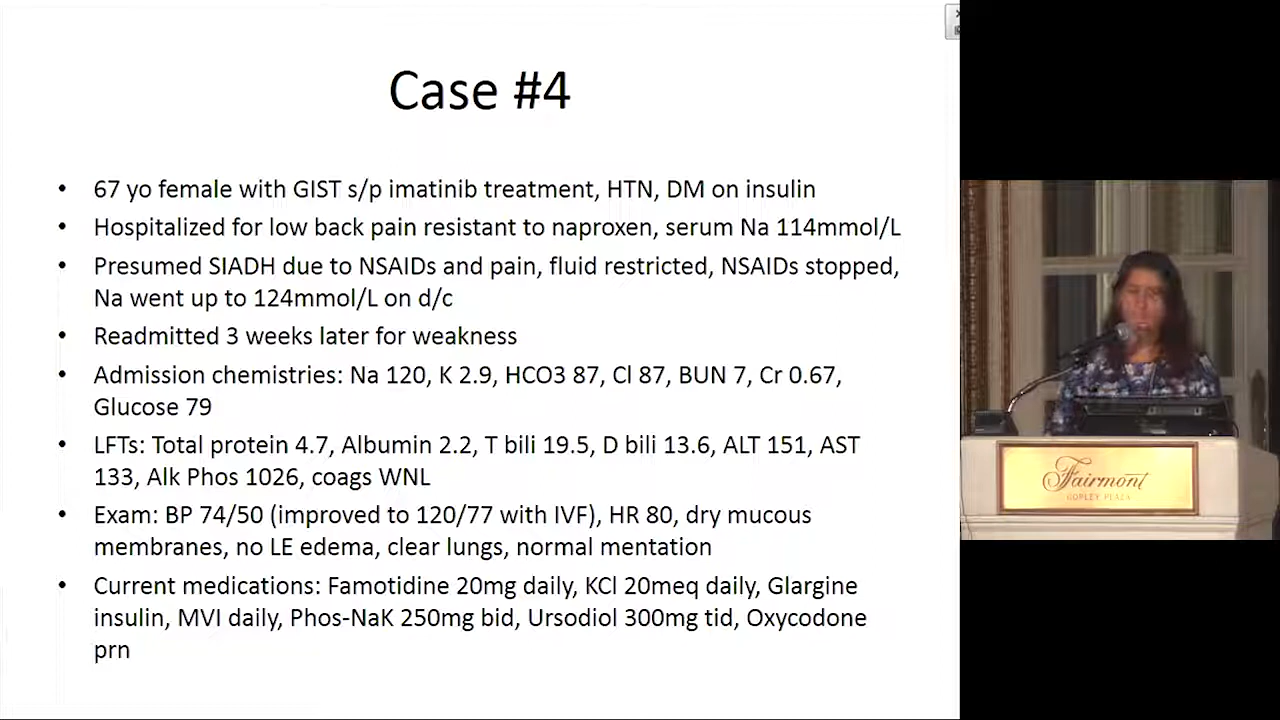 Case #4
• 67 yo female with GIST s/p imatinib treatment, HTN, DM on insulin
• Hospitalized for low back pain resistant to naproxen, serum Na 114mmol/L
• Presumed SIADH due to NSAIDs and pain, fluid restricted, NSAIDs stopped,
Na went up to 124mmol/L on d/c
• Readmitted 3 weeks later for weakness
• Admission chemistries: Na 120, K 2.9, HCO3 87, Cl 87, BUN 7, Cr 0.67,
Glucose 79
• LFTs: Total protein 4.7, Albumin 2.2, T bili 19.5, D bili 13.6, ALT 151, AST
133, Alk Phos 1026, coags WNL
• Exam: BP 74/50 (improved to 120/77 with IVF), HR 80, dry mucous
membranes, no LE edema, clear lungs, normal mentation
• Current medications: Famotidine 20mg daily, KCl 20meq daily, Glargine
insulin, MVI daily, Phos-NaK 250mg bid, Ursodiol 300mg tid, Oxycodone
prn
Fairmont
COPLEY PLAZA